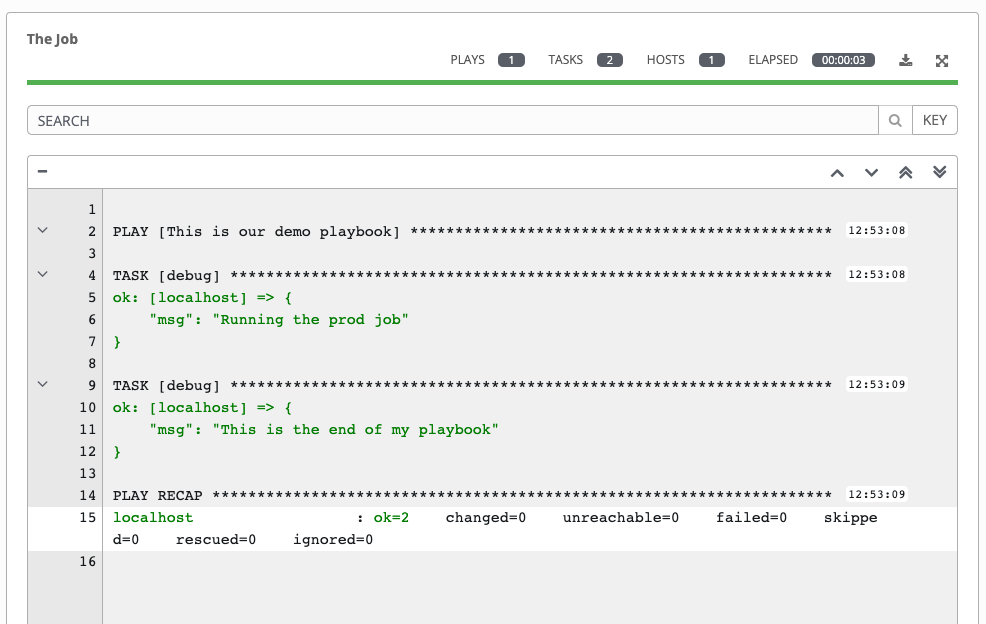 The Job
PLAYS 1 TASKS 2 HOSTS 1 ELAPSED 00:00:03
SEARCH KEY
1
2 PLAY [This is our demo playbook] *********************************************** 12:53:08
3
4 TASK [debug] ******************************************************************* 12:53:08
5 ok: [localhost] => {
6     "msg": "Running the prod job"
7 }
8
9 TASK [debug] ******************************************************************* 12:53:09
10 ok: [localhost] => {
11     "msg": "This is the end of my playbook"
12 }
13
14 PLAY RECAP ********************************************************************* 12:53:09
15 localhost                  : ok=2    changed=0    unreachable=0    failed=0    skippe
d=0    rescued=0    ignored=0
16